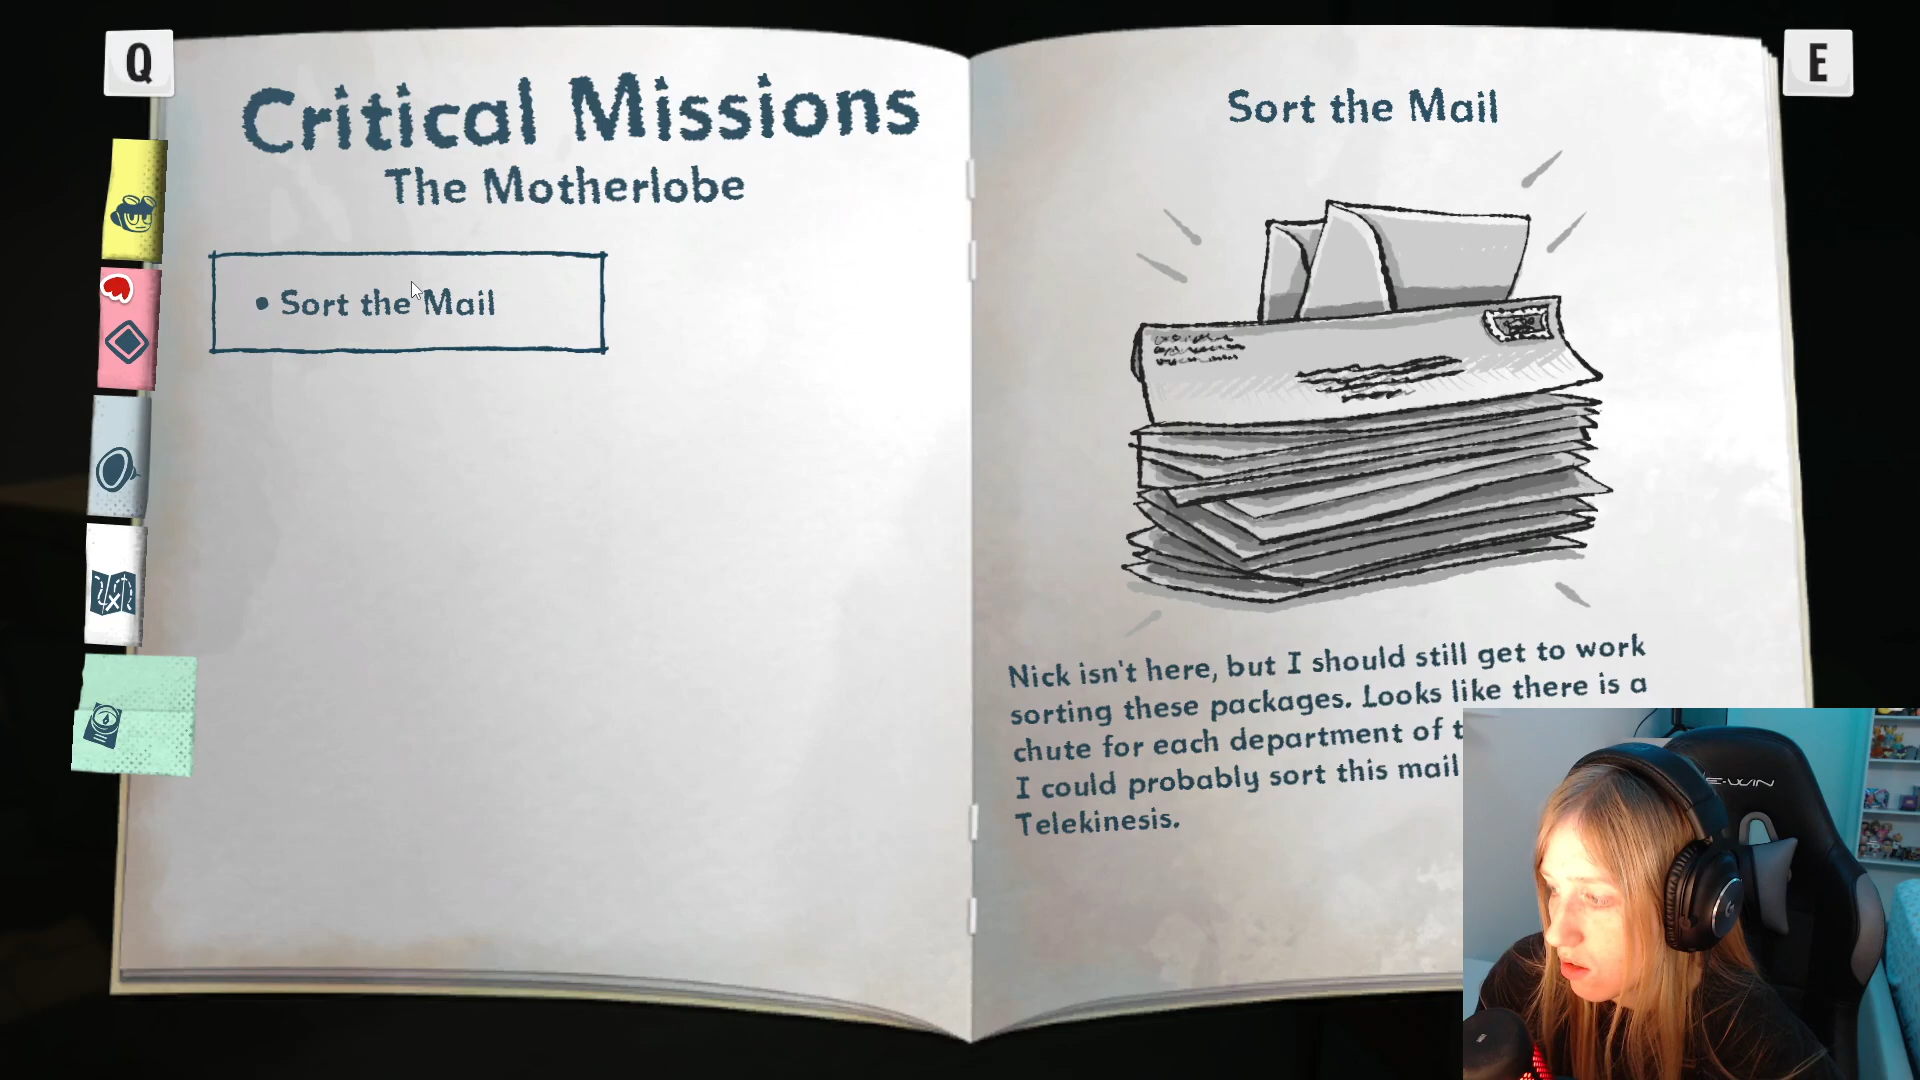 Q
E
Critical Missions
The Motherlobe
• Sort the Mail
Sort the Mail
Nick isn't here, but I should still get to work
sorting these packages. Looks like there is a
chute for each department of
I could probably sort this mail
Telekinesis.